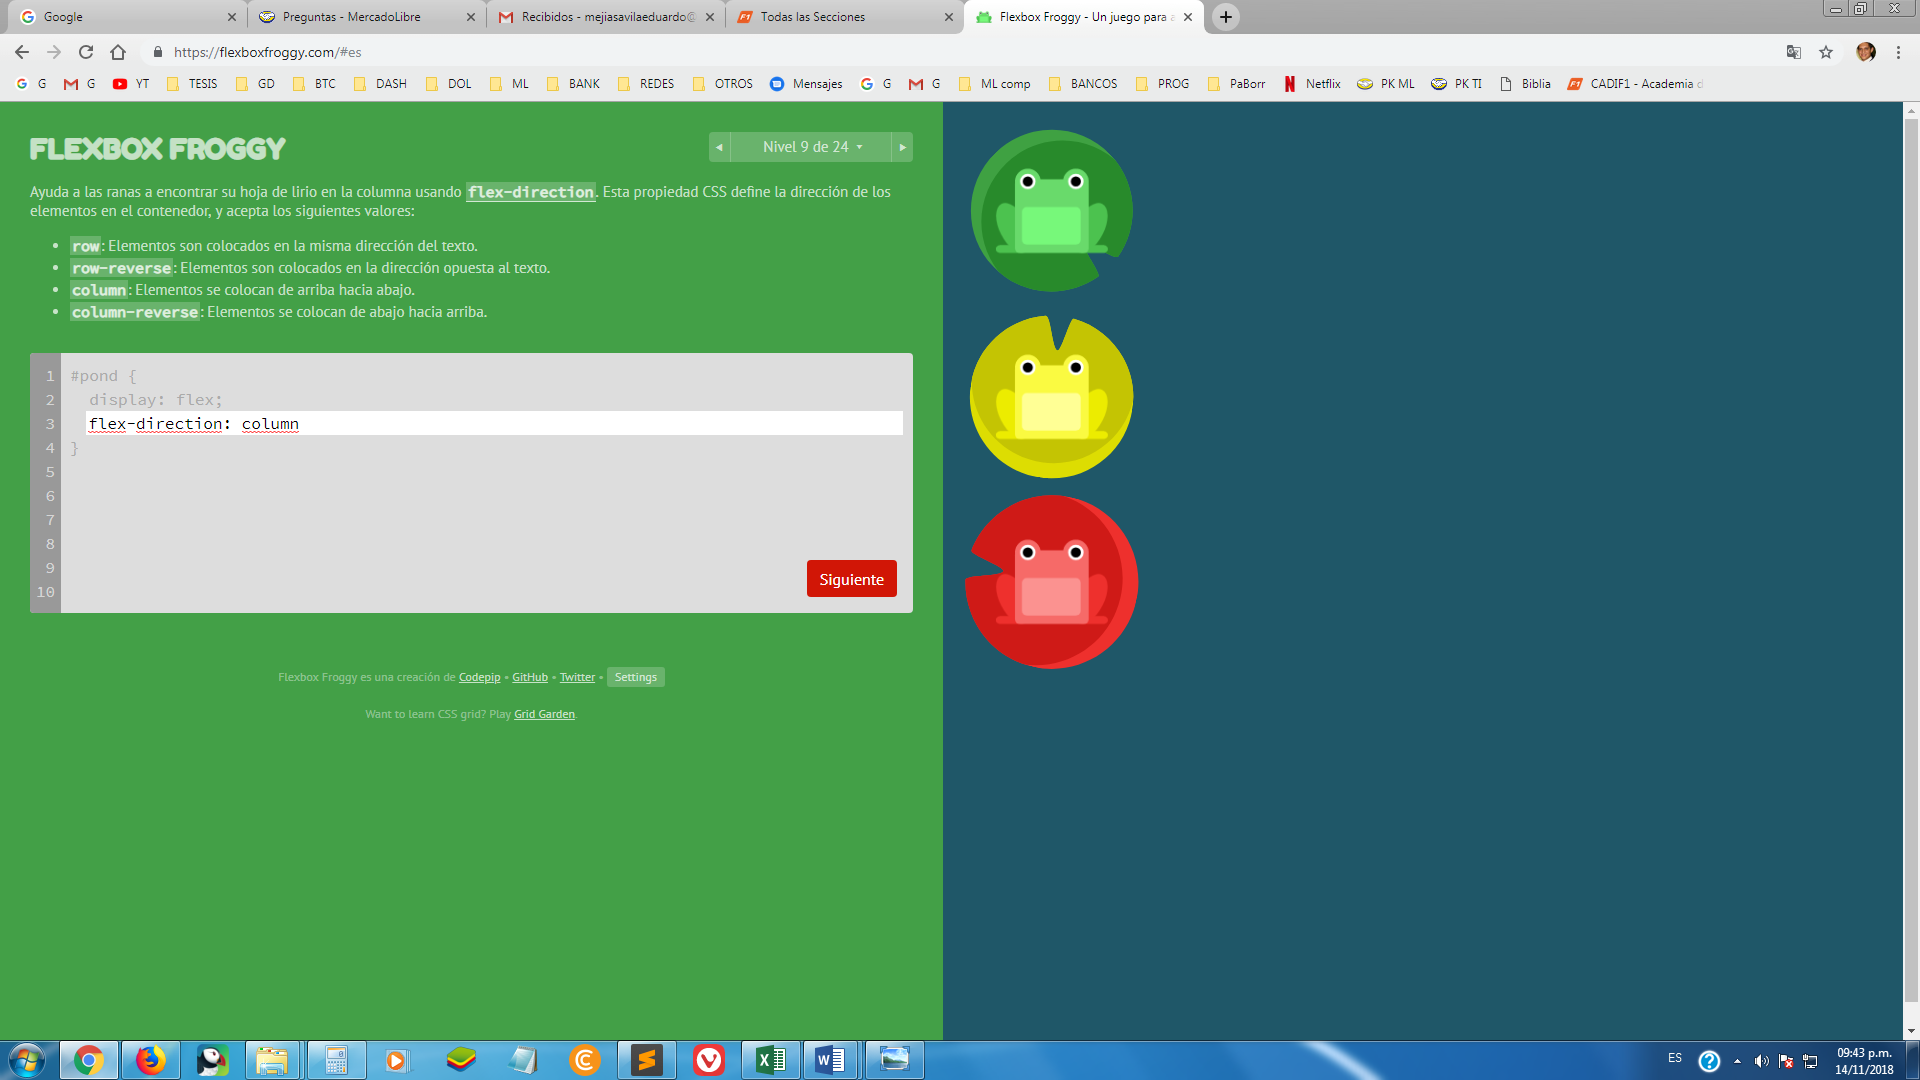 Google
Preguntas - MercadoLibre
Recibidos - mejiasavilaeduardo@
Todas las Secciones
Flexbox Froggy - Un juego para a
https://flexboxfroggy.com/#es
G G YT TESIS GD BTC DASH DOL ML BANK REDES OTROS Mensajes G G ML comp BANCOS PROG PaBorr Netflix PK ML PK TI Biblia CADIF1 - Academia d
FLEXBOX FROGGY
◄ Nivel 9 de 24 ▾ ►
Ayuda a las ranas a encontrar su hoja de lirio en la columna usando flex-direction. Esta propiedad CSS define la dirección de los
elementos en el contenedor, y acepta los siguientes valores:
• row: Elementos son colocados en la misma dirección del texto.
• row-reverse: Elementos son colocados en la dirección opuesta al texto.
• column: Elementos se colocan de arriba hacia abajo.
• column-reverse: Elementos se colocan de abajo hacia arriba.
1 #pond {
2 display: flex;
3 flex-direction: column
4 }
5
6
7
8
9
10
Siguiente
Flexbox Froggy es una creación de Codepip • GitHub • Twitter • Settings
Want to learn CSS grid? Play Grid Garden.
ES
09:43 p.m.
14/11/2018